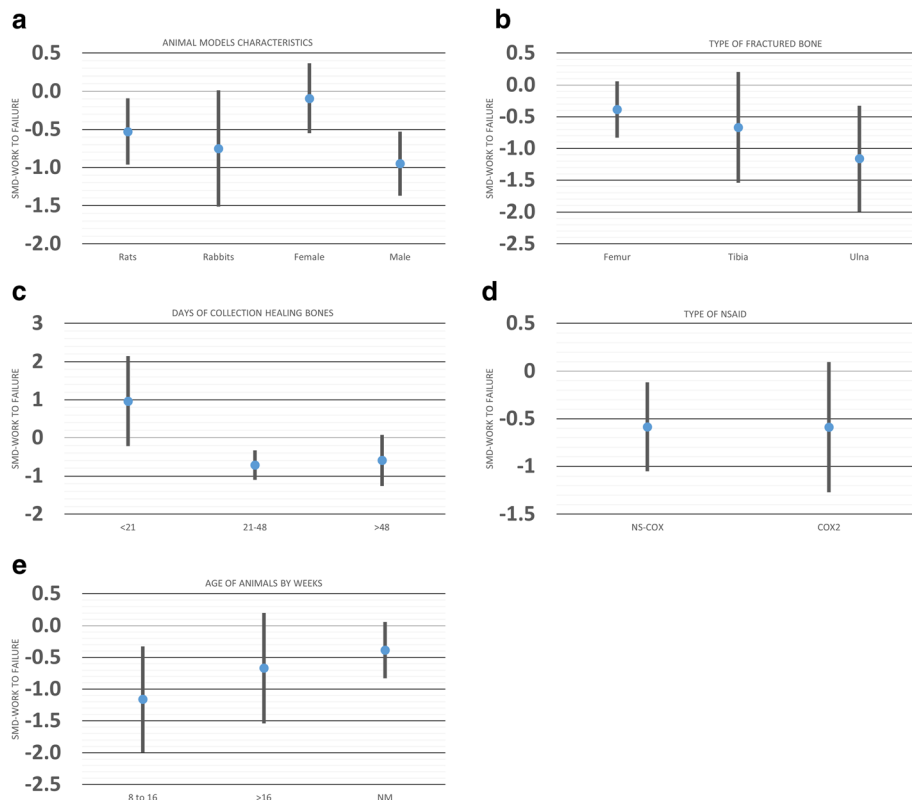 a
ANIMAL MODELS CHARACTERISTICS
SMD-WORK TO FAILURE
0.5
0.0
-0.5
-1.0
-1.5
-2.0
Rats Rabbits Female Male
b
TYPE OF FRACTURED BONE
SMD-WORK TO FAILURE
0.5
0.0
-0.5
-1.0
-1.5
-2.0
-2.5
Femur Tibia Ulna
c
DAYS OF COLLECTION HEALING BONES
SMD-WORK TO FAILURE
3
2
1
0
-1
-2
<21 21-48 >48
d
TYPE OF NSAID
SMD-WORK TO FAILURE
0.5
0
-0.5
-1
-1.5
NS-COX COX2
e
AGE OF ANIMALS BY WEEKS
SMD-WORK TO FAILURE
0.5
0.0
-0.5
-1.0
-1.5
-2.0
-2.5
8 to 16 >16 NM